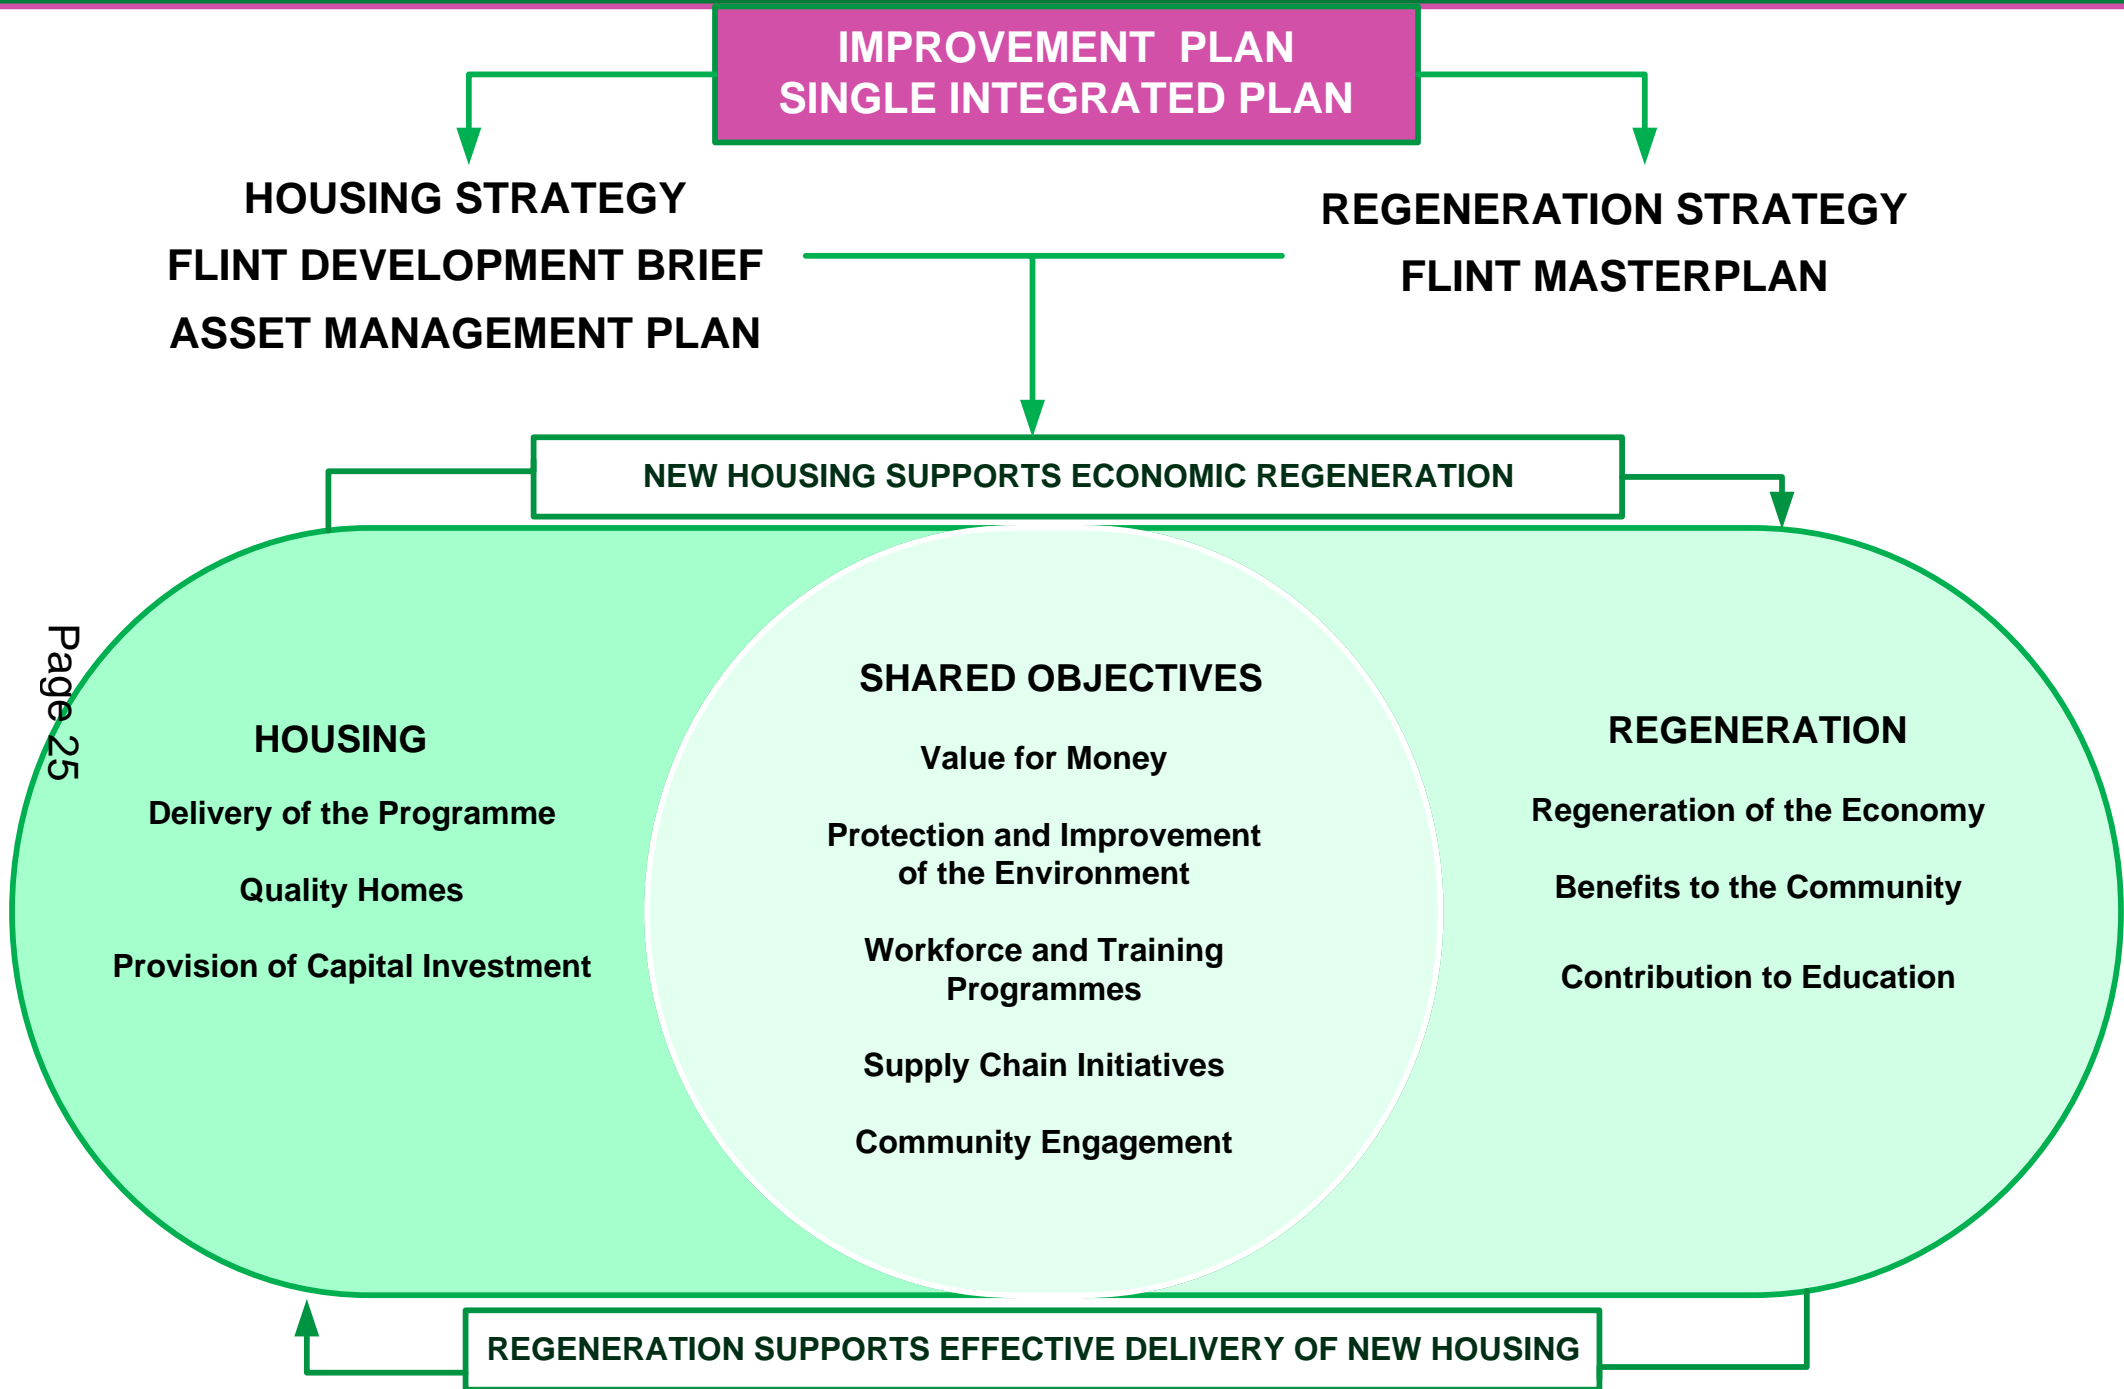 IMPROVEMENT PLAN
SINGLE INTEGRATED PLAN
HOUSING STRATEGY
FLINT DEVELOPMENT BRIEF
ASSET MANAGEMENT PLAN
REGENERATION STRATEGY
FLINT MASTERPLAN
NEW HOUSING SUPPORTS ECONOMIC REGENERATION
Page 25
HOUSING
Delivery of the Programme
Quality Homes
Provision of Capital Investment
SHARED OBJECTIVES
Value for Money
Protection and Improvement
of the Environment
Workforce and Training
Programmes
Supply Chain Initiatives
Community Engagement
REGENERATION
Regeneration of the Economy
Benefits to the Community
Contribution to Education
REGENERATION SUPPORTS EFFECTIVE DELIVERY OF NEW HOUSING